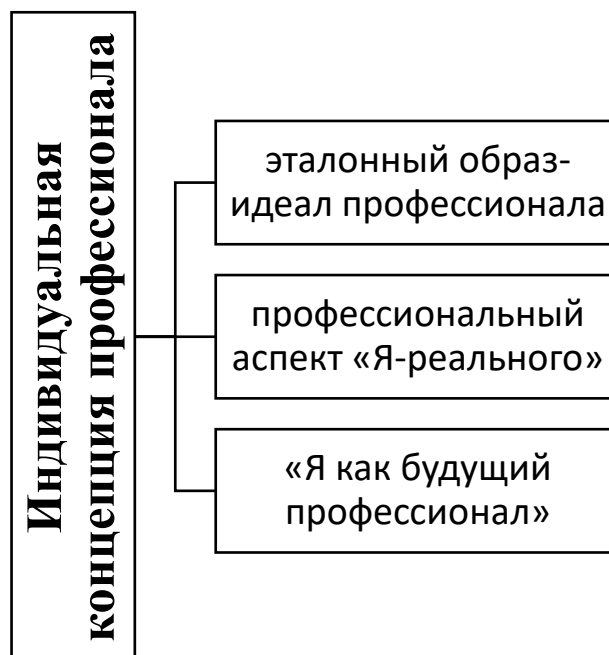 Индивидуальная
концепция профессионала
эталонный образ-
идеал профессионала
профессиональный
аспект «Я-реального»
«Я как будущий
профессионал»